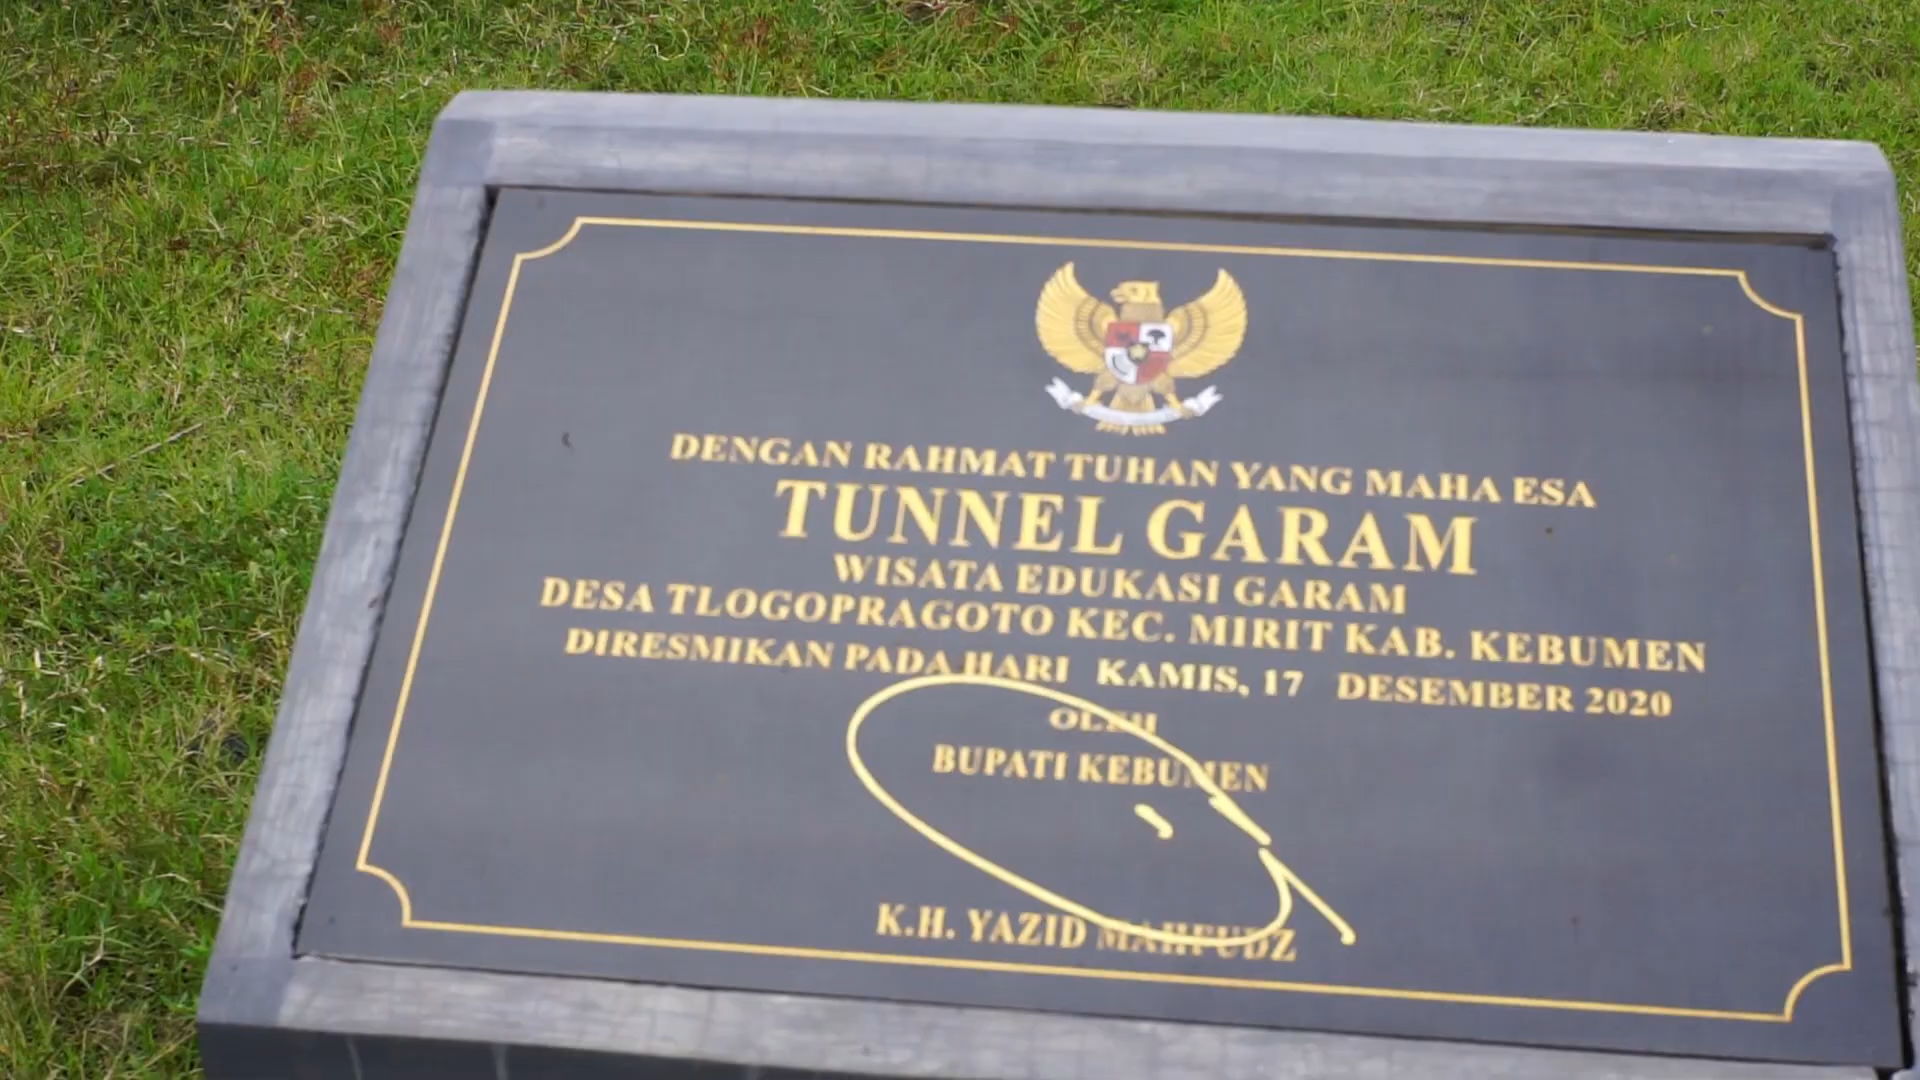 DENGAN RAHMAT TUHAN YANG MAHA ESA
TUNNEL GARAM
WISATA EDUKASI GARAM
DESA TLOGOPRAGOTO KEC. MIRIT KAB. KEBUMEN
DIRESMIKAN PADA HARI KAMIS, 17 DESEMBER 2020
OLEH
BUPATI KEBUMEN
K.H. YAZID MAHFUDZ